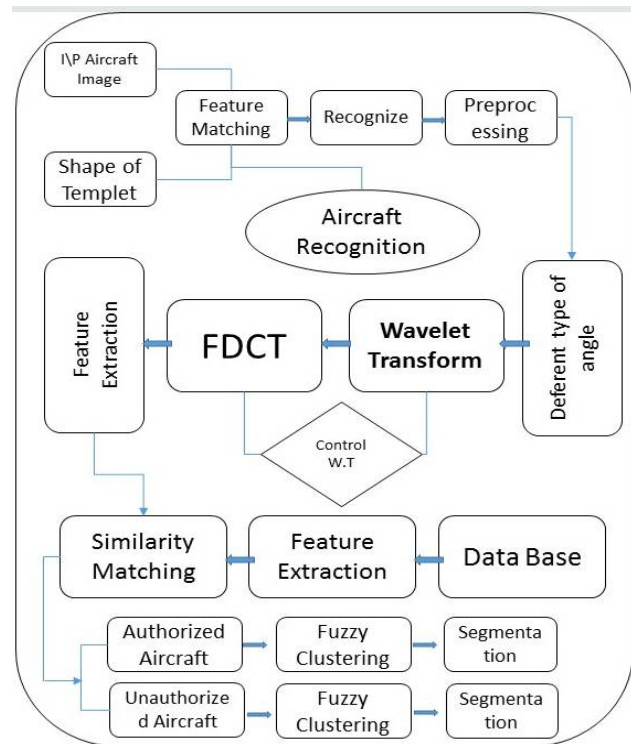 I\P Aircraft
Image
Feature
Matching
Recognize
Preproc
essing
Shape of
Templet
Aircraft
Recognition
Feature
Extraction
FDCT
Wavelet
Transform
Deferent type of
angle
Control
W.T
Similarity
Matching
Feature
Extraction
Data Base
Authorized
Aircraft
Fuzzy
Clustering
Segmenta
tion
Unauthorize
d Aircraft
Fuzzy
Clustering
Segmenta
tion